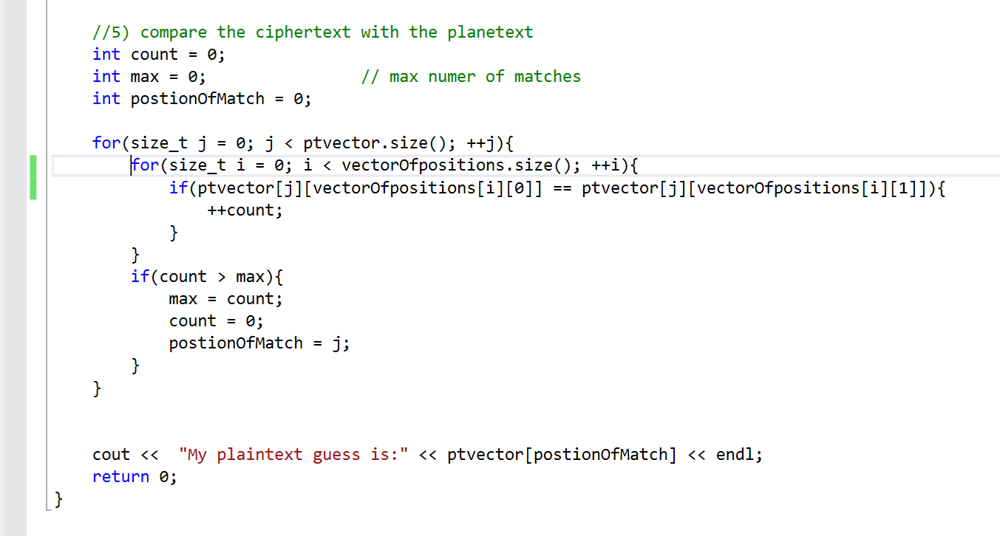 //5) compare the ciphertext with the planetext
int count = 0;
int max = 0;                // max numer of matches
int postionOfMatch = 0;
for(size_t j = 0; j < ptvector.size(); ++j){
for(size_t i = 0; i < vectorOfpositions.size(); ++i){
if(ptvector[j][vectorOfpositions[i][0]] == ptvector[j][vectorOfpositions[i][1]]){
++count;
}
}
if(count > max){
max = count;
count = 0;
postionOfMatch = j;
}
}
cout <<  "My plaintext guess is:" << ptvector[postionOfMatch] << endl;
return 0;
}